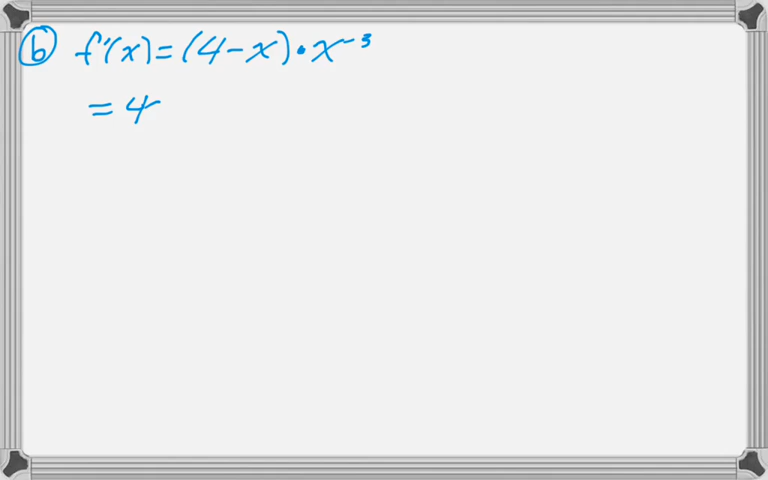 ⓑ f'(x) = (4-x)•x⁻³
= 4